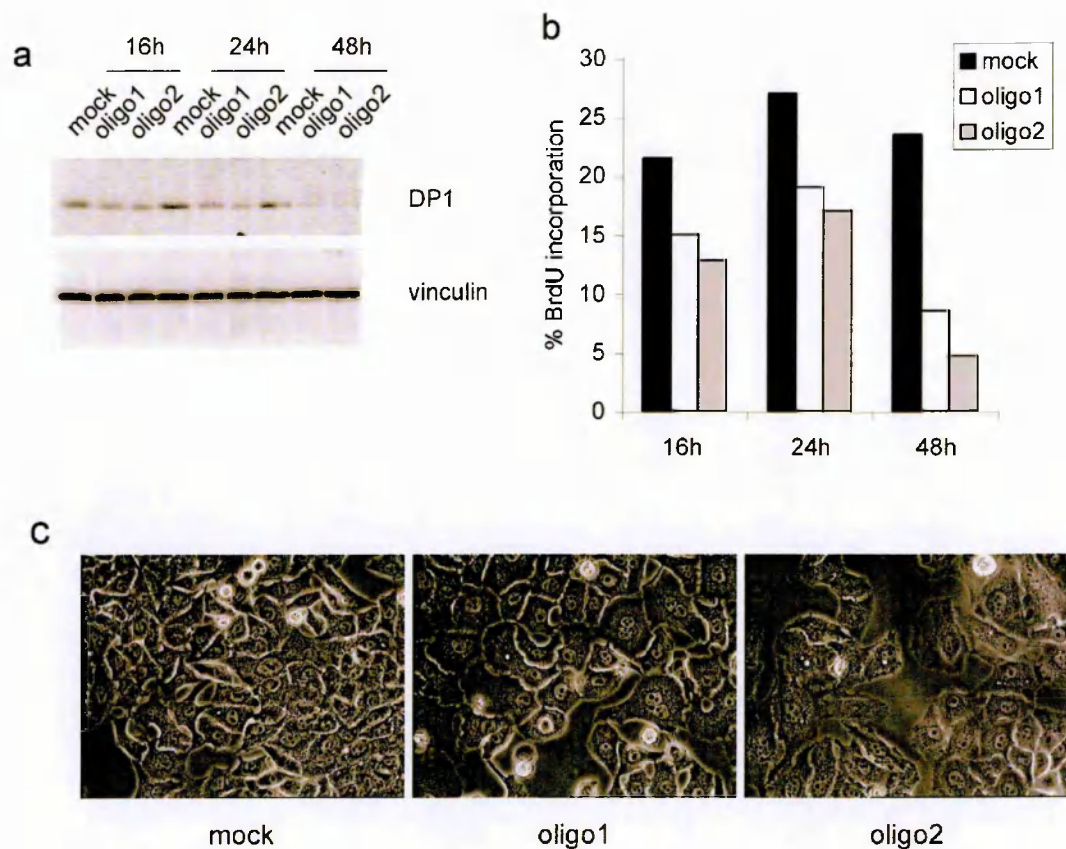 a
16h 24h 48h
mock oligo1 oligo2 mock oligo1 oligo2 mock oligo1 oligo2
DP1
vinculin
b
30
25
20
15
10
5
0
% BrdU incorporation
mock
oligo1
oligo2
16h 24h 48h
c
mock oligo1 oligo2